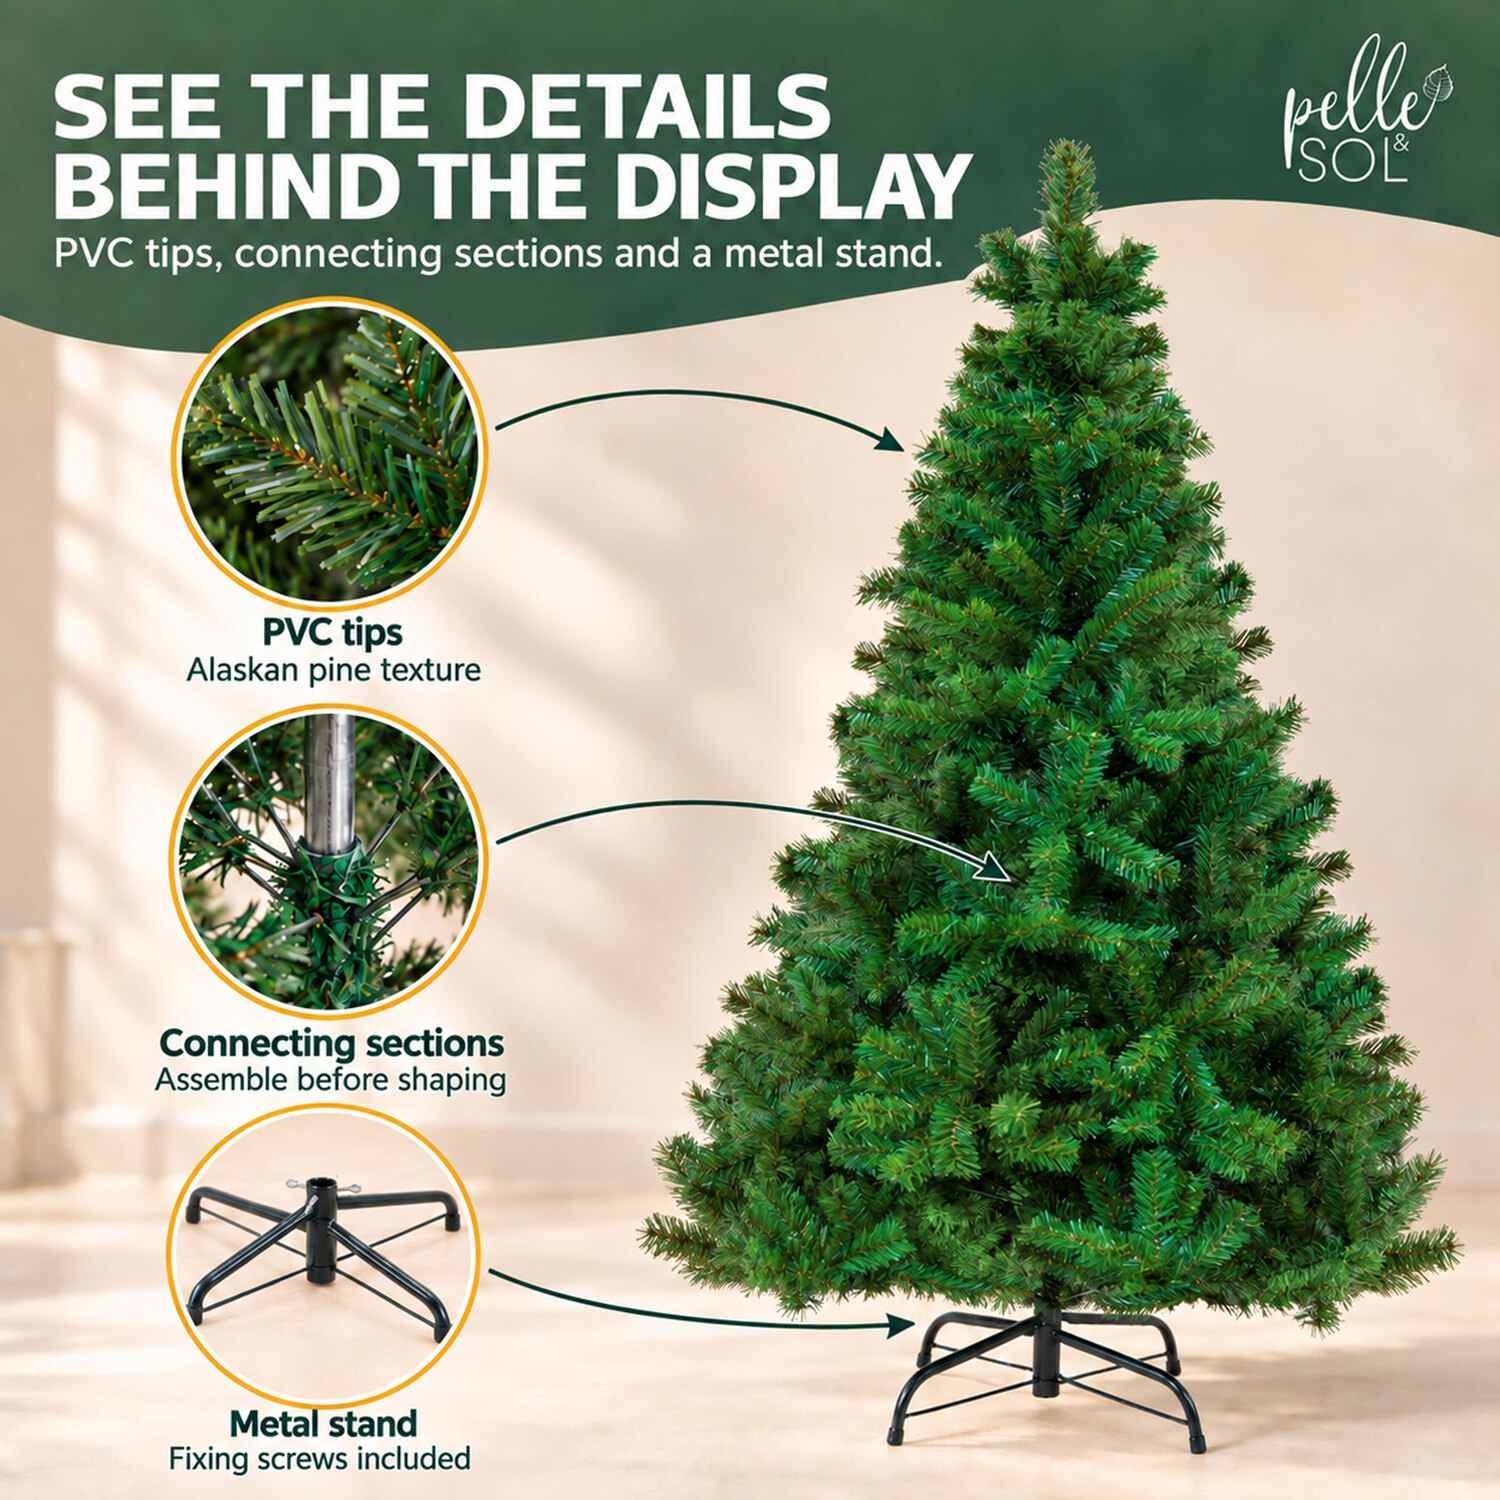 SEE THE DETAILS
BEHIND THE DISPLAY
PVC tips, connecting sections and a metal stand.
pelle
&
SOL
PVC tips
Alaskan pine texture
Connecting sections
Assemble before shaping
Metal stand
Fixing screws included